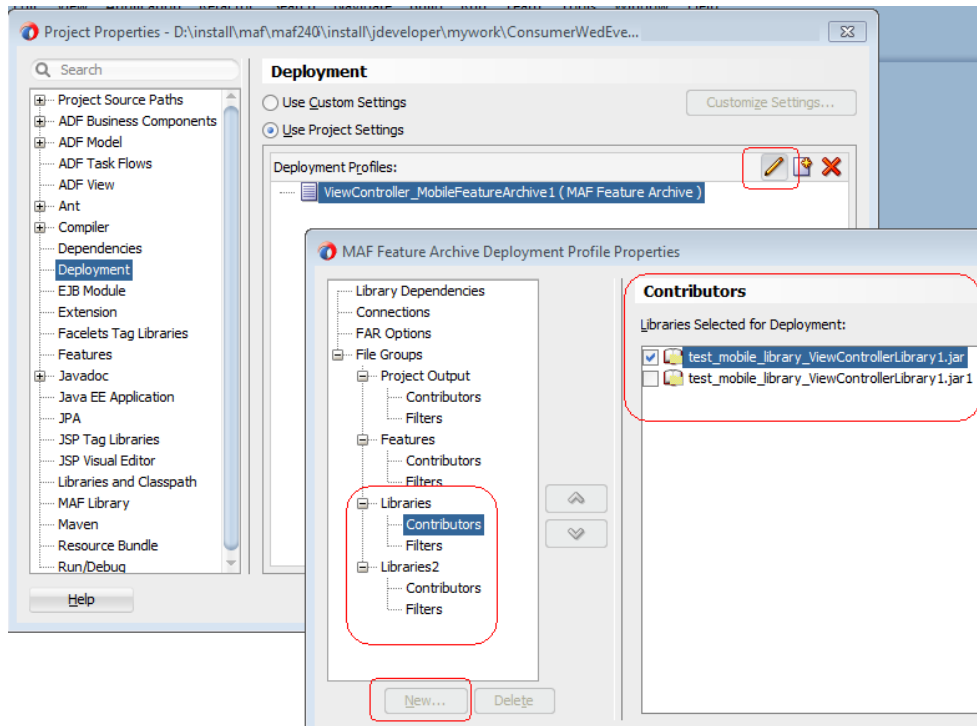 Project Properties - D:\install\maf\maf240\install\jdeveloper\mywork\ConsumerWedEve...
Search
Project Source Paths
ADF Business Components
ADF Model
ADF Task Flows
ADF View
Ant
Compiler
Dependencies
Deployment
EJB Module
Extension
Facelets Tag Libraries
Features
Javadoc
Java EE Application
JPA
JSP Tag Libraries
JSP Visual Editor
Libraries and Classpath
MAF Library
Maven
Resource Bundle
Run/Debug
Help
Deployment
Use Custom Settings
Customize Settings...
Use Project Settings
Deployment Profiles:
ViewController_MobileFeatureArchive1 ( MAF Feature Archive )
MAF Feature Archive Deployment Profile Properties
Library Dependencies
Connections
FAR Options
File Groups
Project Output
Contributors
Filters
Features
Contributors
Filters
Libraries
Contributors
Filters
Libraries2
Contributors
Filters
New...
Delete
Contributors
Libraries Selected for Deployment:
test_mobile_library_ViewControllerLibrary1.jar
test_mobile_library_ViewControllerLibrary1.jar1